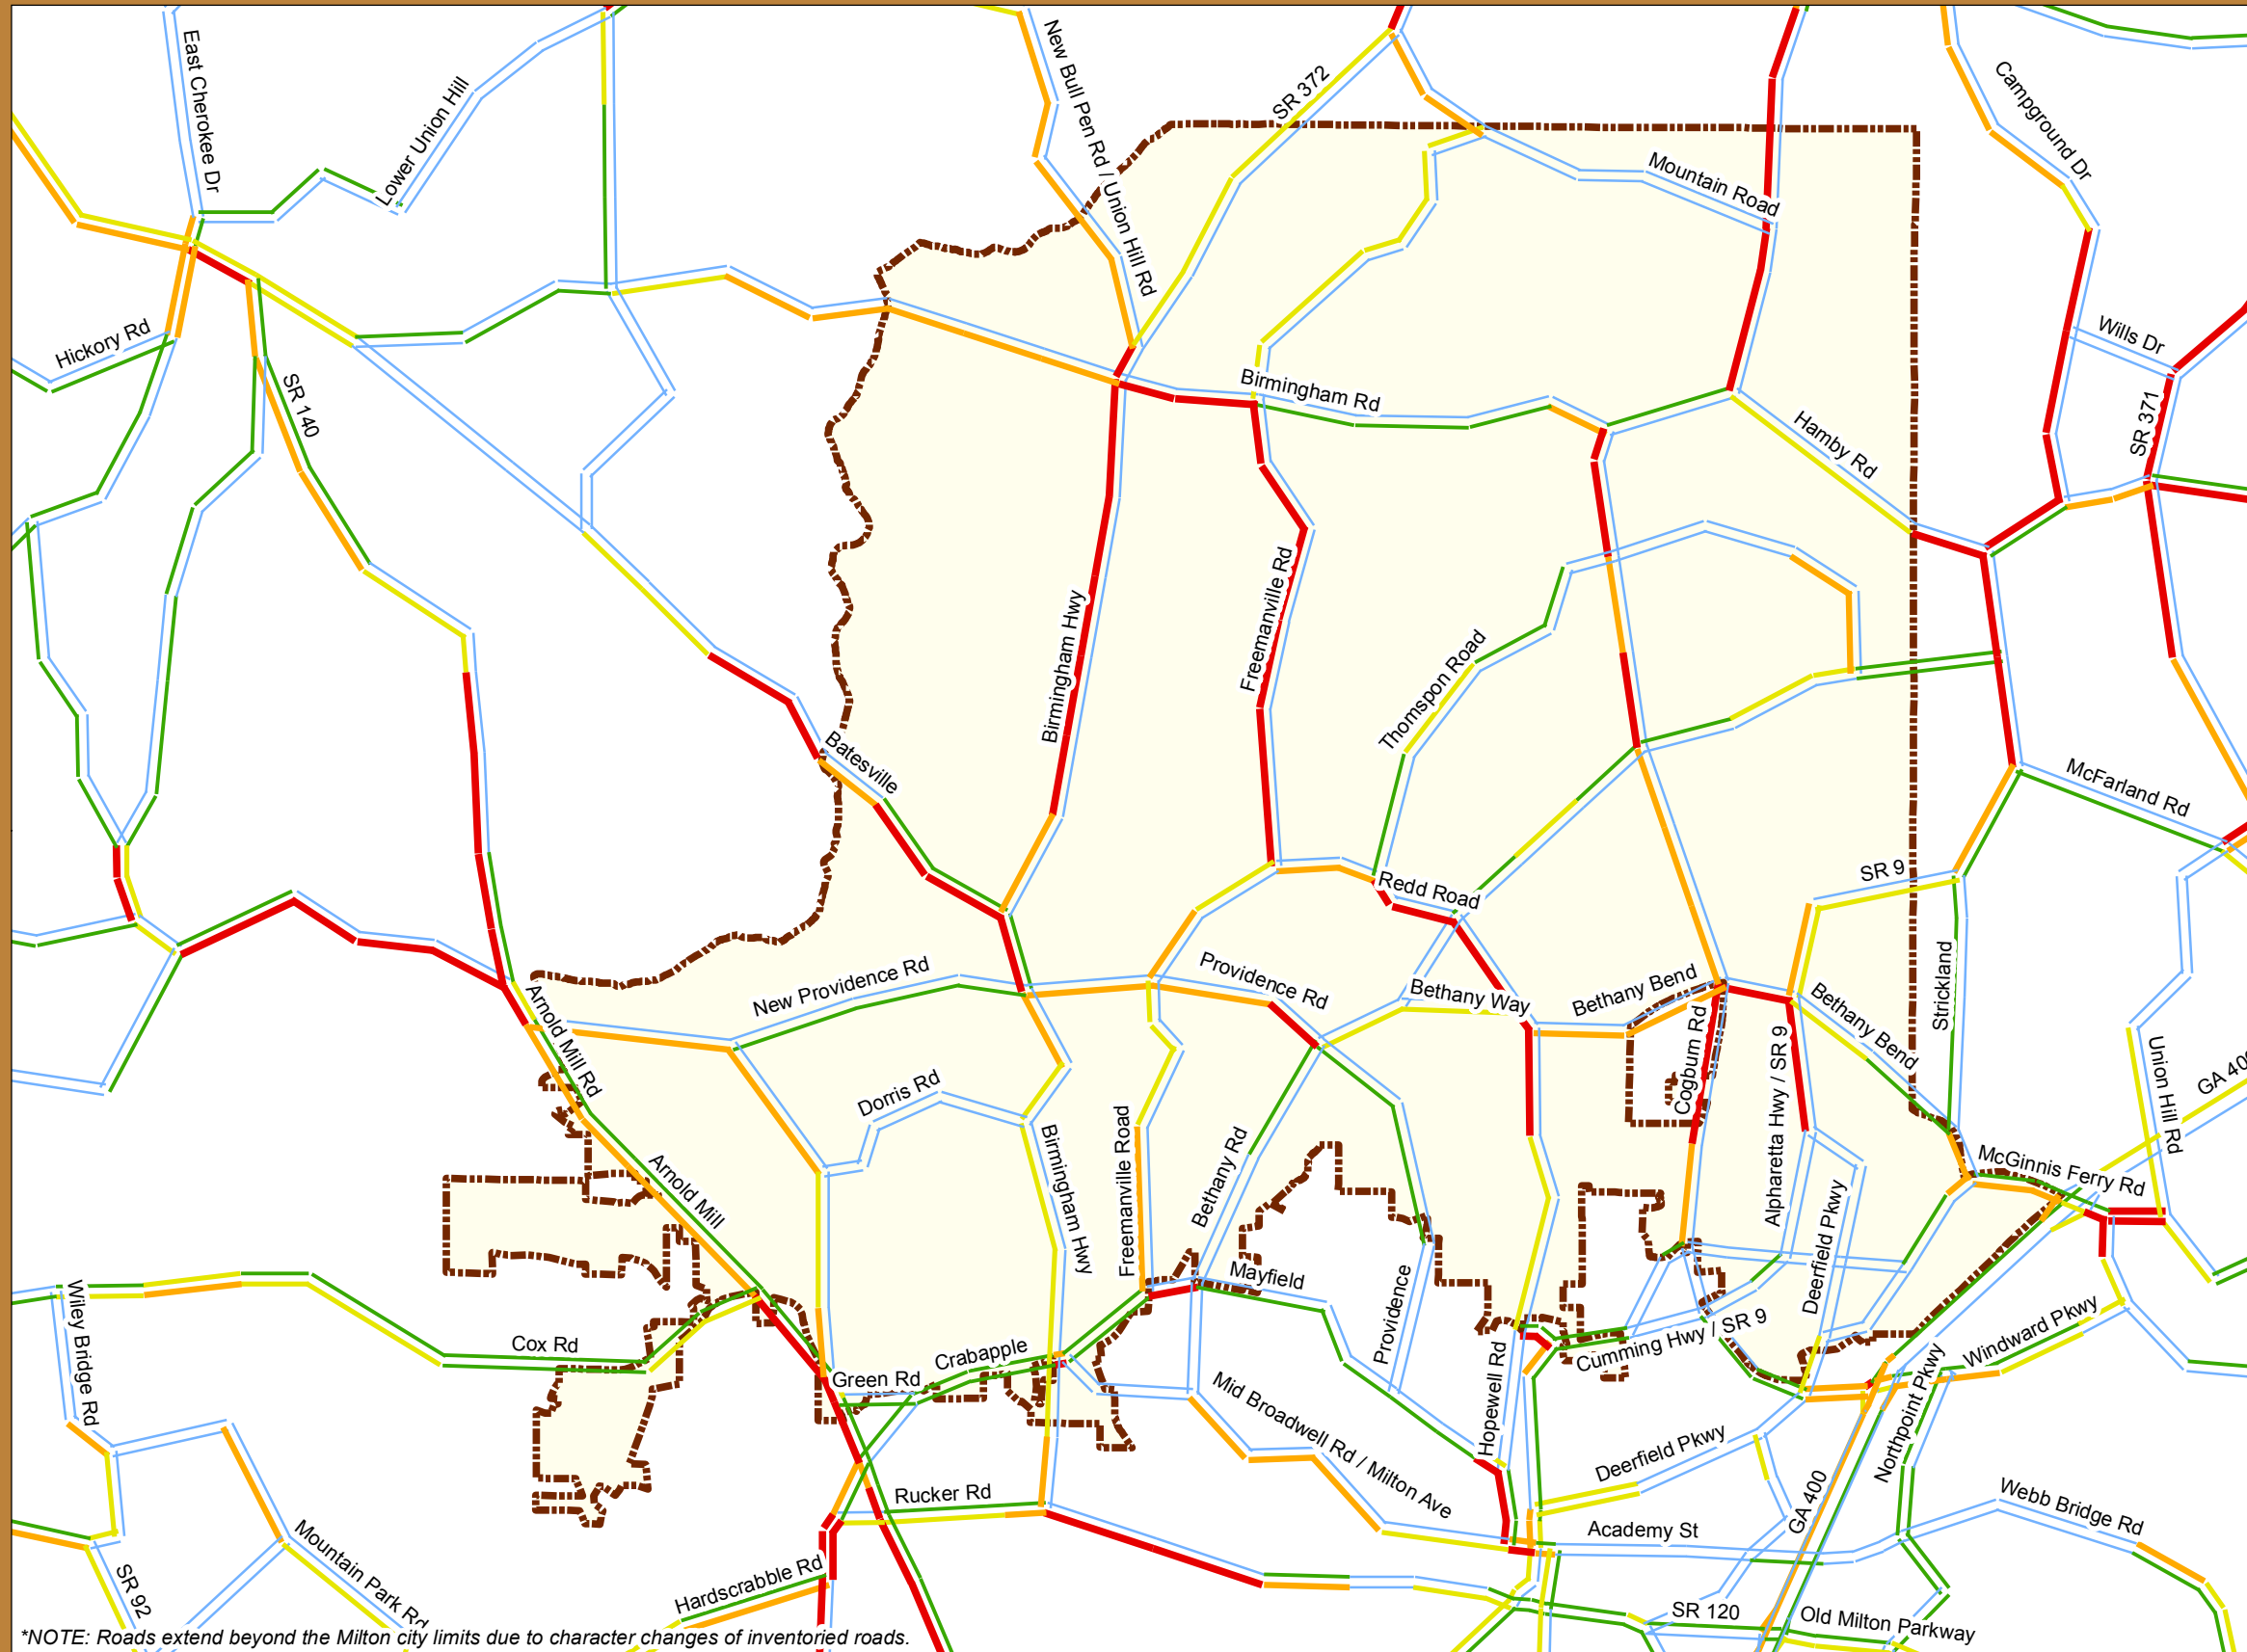 East Cherokee Dr
Lower Union Hill
New Bull Pen Rd / Union Hill Rd
SR 372
Mountain Road
Campground Dr
Wills Dr
Hickory Rd
SR 140
Birmingham Rd
Hamby Rd
SR 371
Birmingham Hwy
Freemanville Rd
Thomspon Road
Batesville
McFarland Rd
SR 9
Redd Road
New Providence Rd
Providence Rd
Bethany Way
Bethany Bend
Strickland
Arnold Mill Rd
Cogburn Rd
Alpharetta Hwy / SR 9
Bethany Bend
Union Hill Rd
GA 400
Dorris Rd
Birmingham Hwy
Freemanville Road
Bethany Rd
McGinnis Ferry Rd
Arnold Mill
Mayfield
Deerfield Pkwy
Wiley Bridge Rd
Cox Rd
Providence
Cumming Hwy / SR 9
Windward Pkwy
Crabapple
Green Rd
Hopewell Rd
Mid Broadwell Rd / Milton Ave
Northpoint Pkwy
Deerfield Pkwy
GA 400
Rucker Rd
Academy St
Webb Bridge Rd
Mountain Park Rd
SR 92
Hardscrabble Rd
SR 120
Old Milton Parkway
*NOTE: Roads extend beyond the Milton city limits due to character changes of inventoried roads.